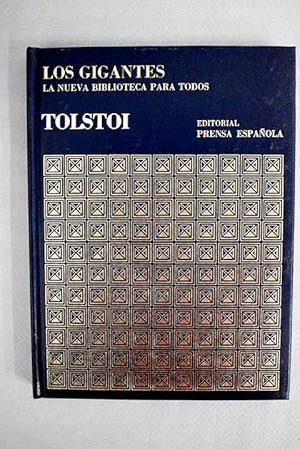 LOS GIGANTES
LA NUEVA BIBLIOTECA PARA TODOS
TOLSTOI
EDITORIAL
PRENSA ESPAÑOLA